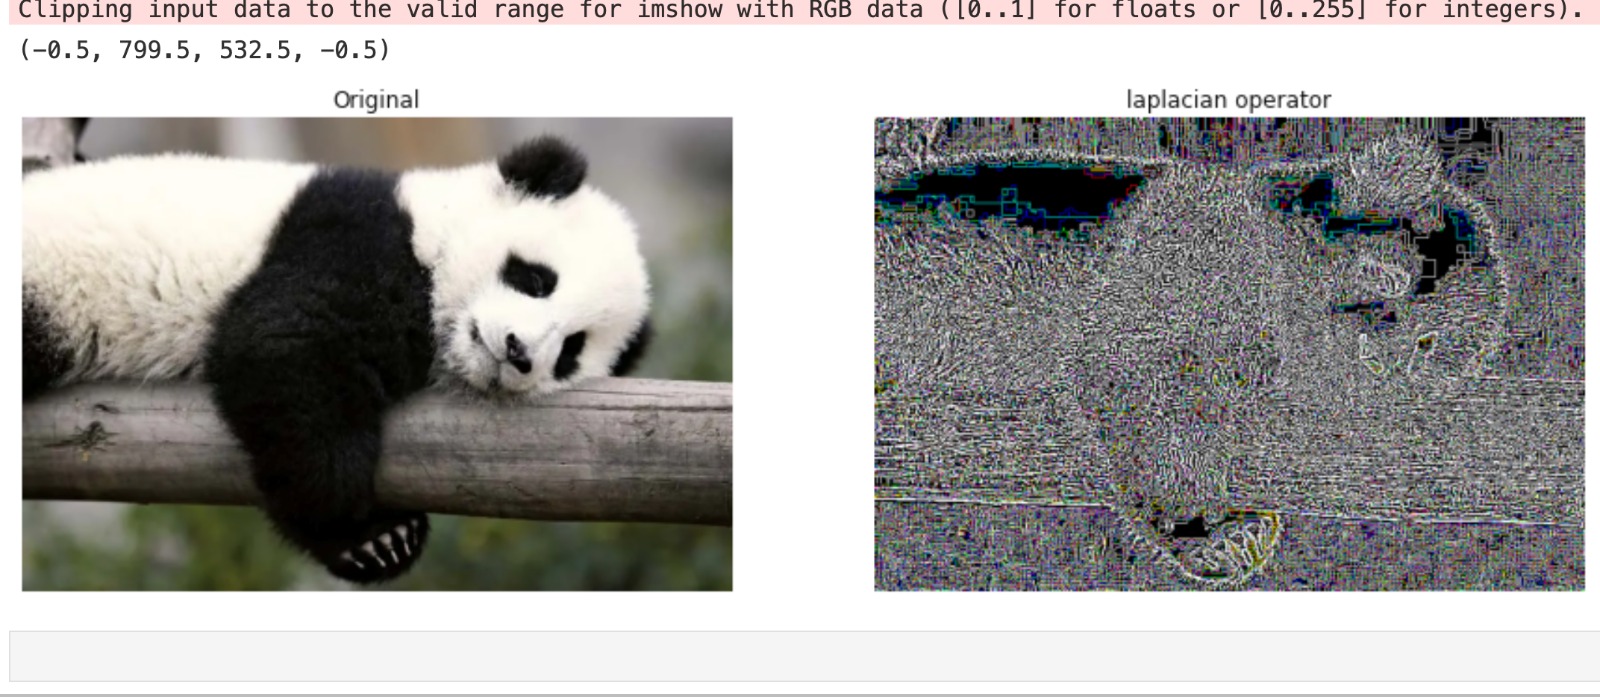 Clipping input data to the valid range for imshow with RGB data ([0..1] for floats or [0..255] for integers).
(-0.5, 799.5, 532.5, -0.5)
Original
laplacian operator